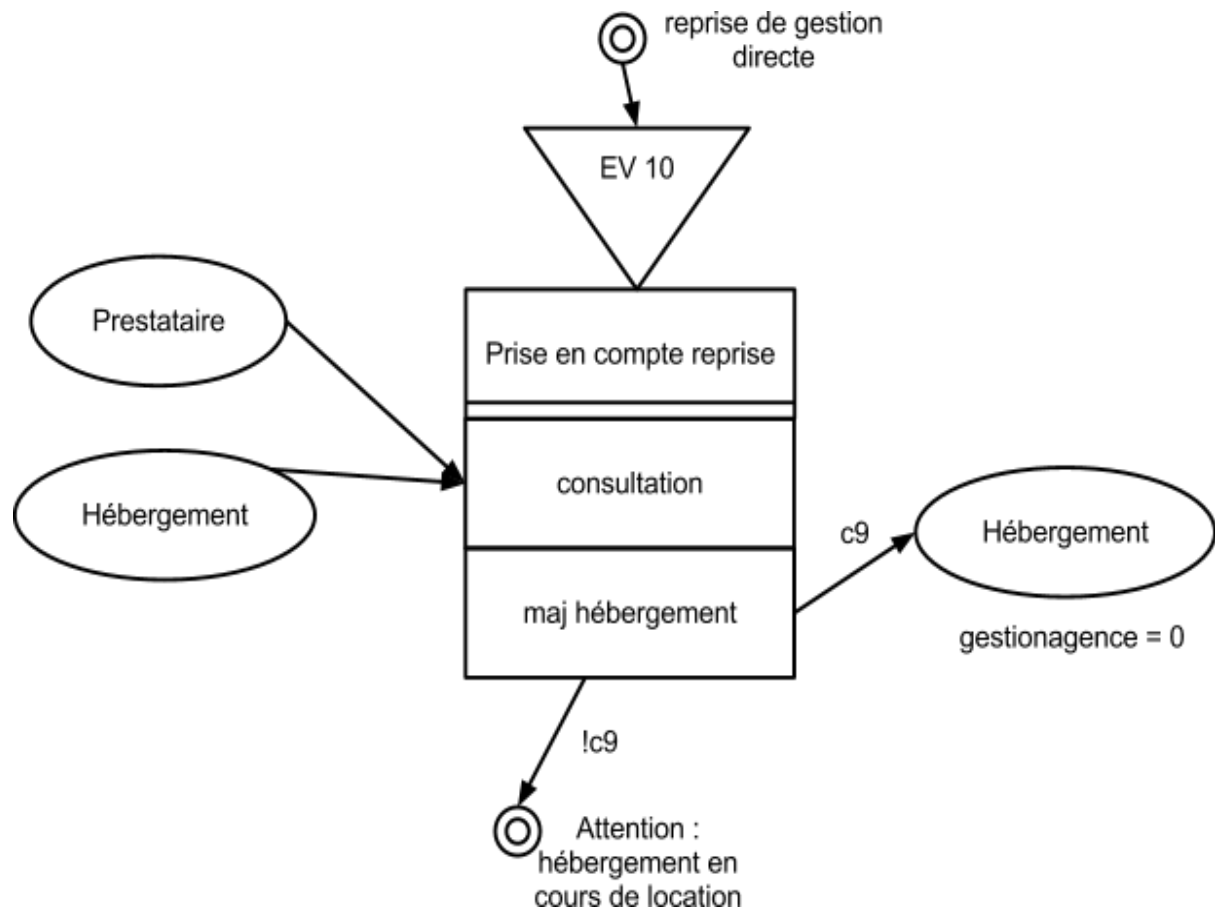 reprise de gestion
directe
EV 10
Prestataire
Prise en compte reprise
Hébergement
consultation
c9
Hébergement
maj hébergement
gestionagence = 0
!c9
Attention :
hébergement en
cours de location